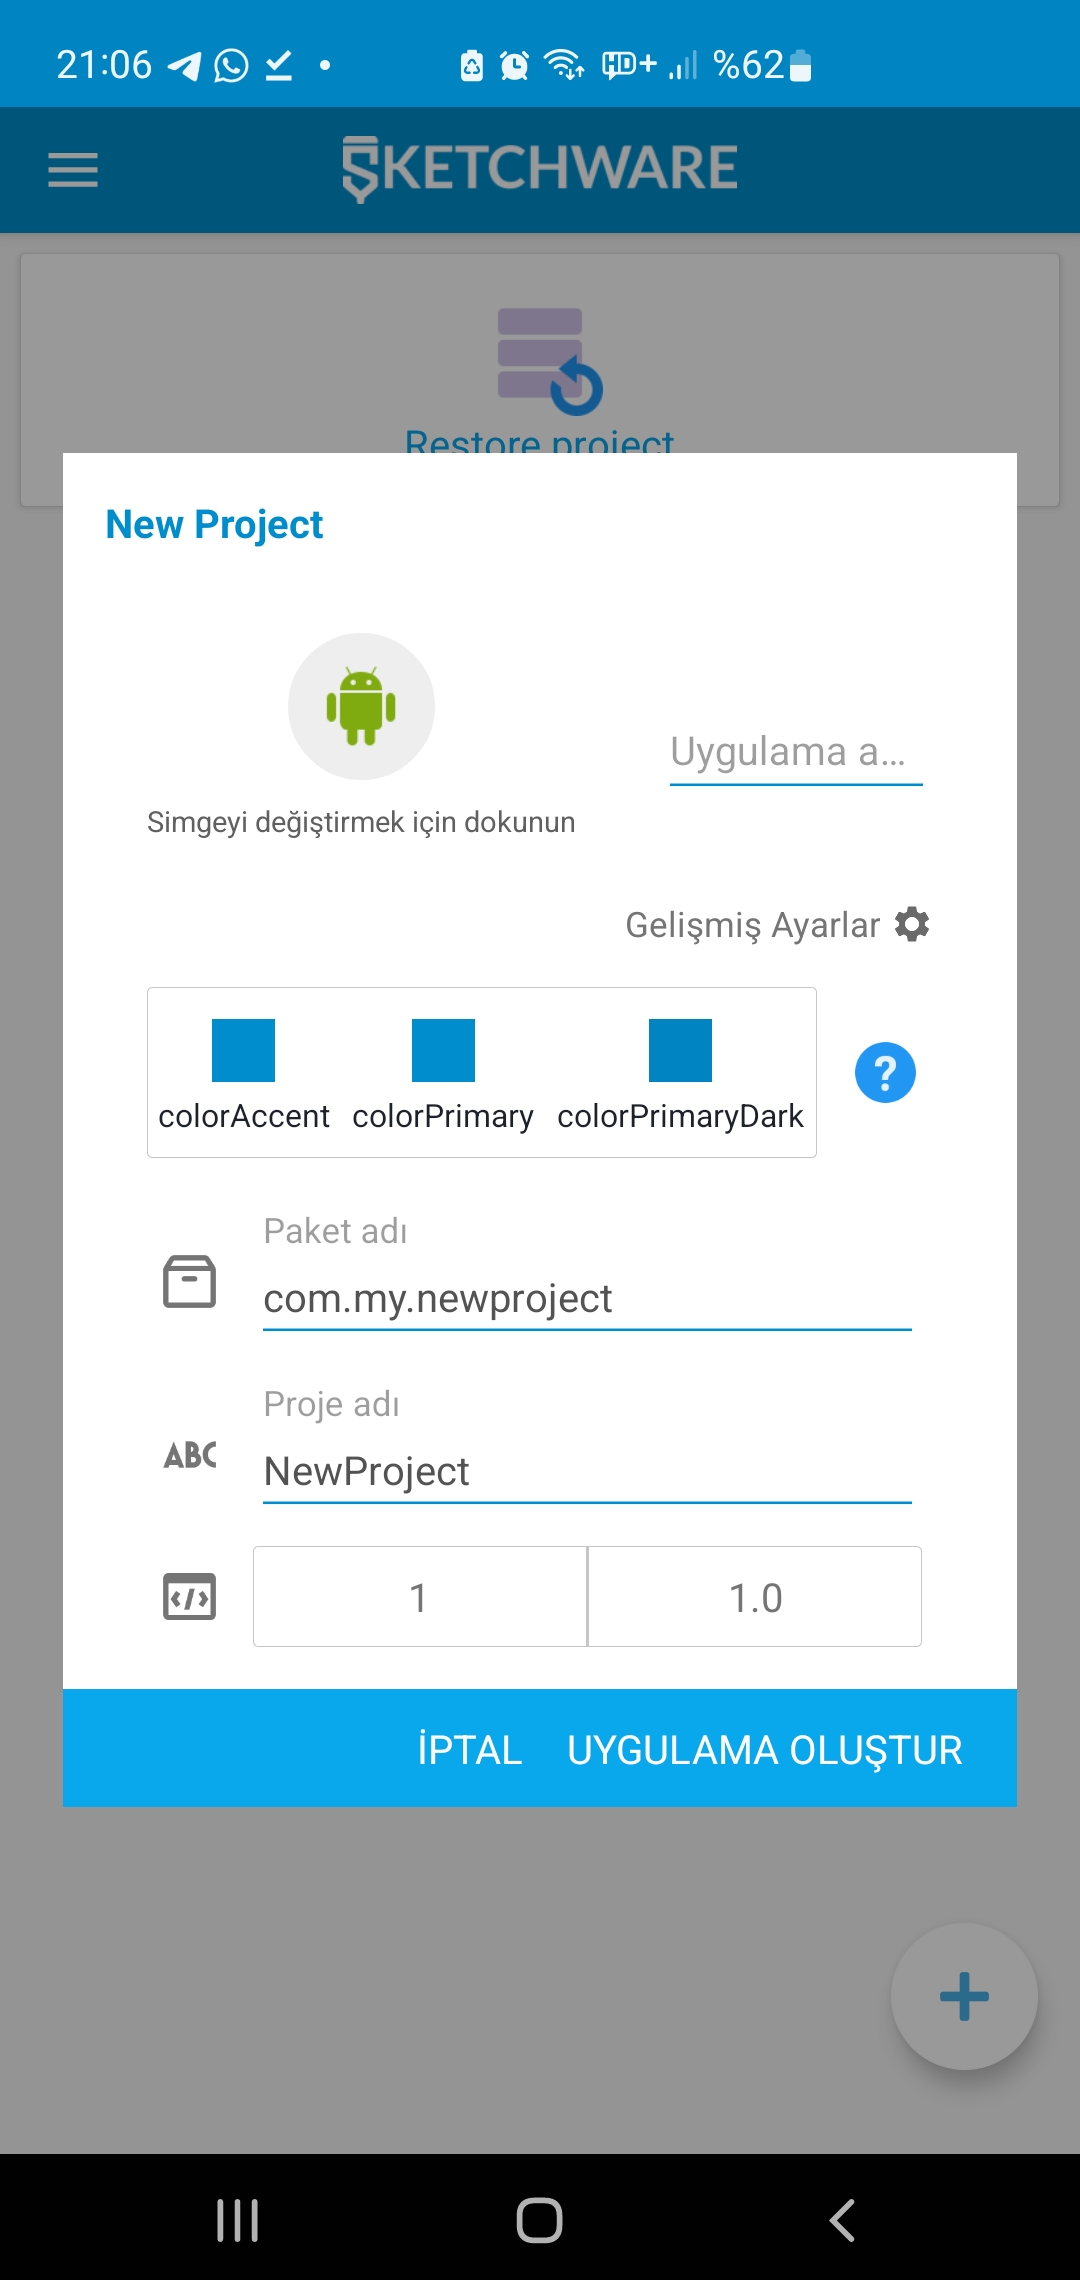 21:06 HD+ %62
SKETCHWARE
Restore project
New Project
Uygulama a...
Simgeyi değiştirmek için dokunun
Gelişmiş Ayarlar
colorAccent colorPrimary colorPrimaryDark
?
Paket adı
com.my.newproject
Proje adı
ABC
NewProject
1 1.0
İPTAL UYGULAMA OLUŞTUR